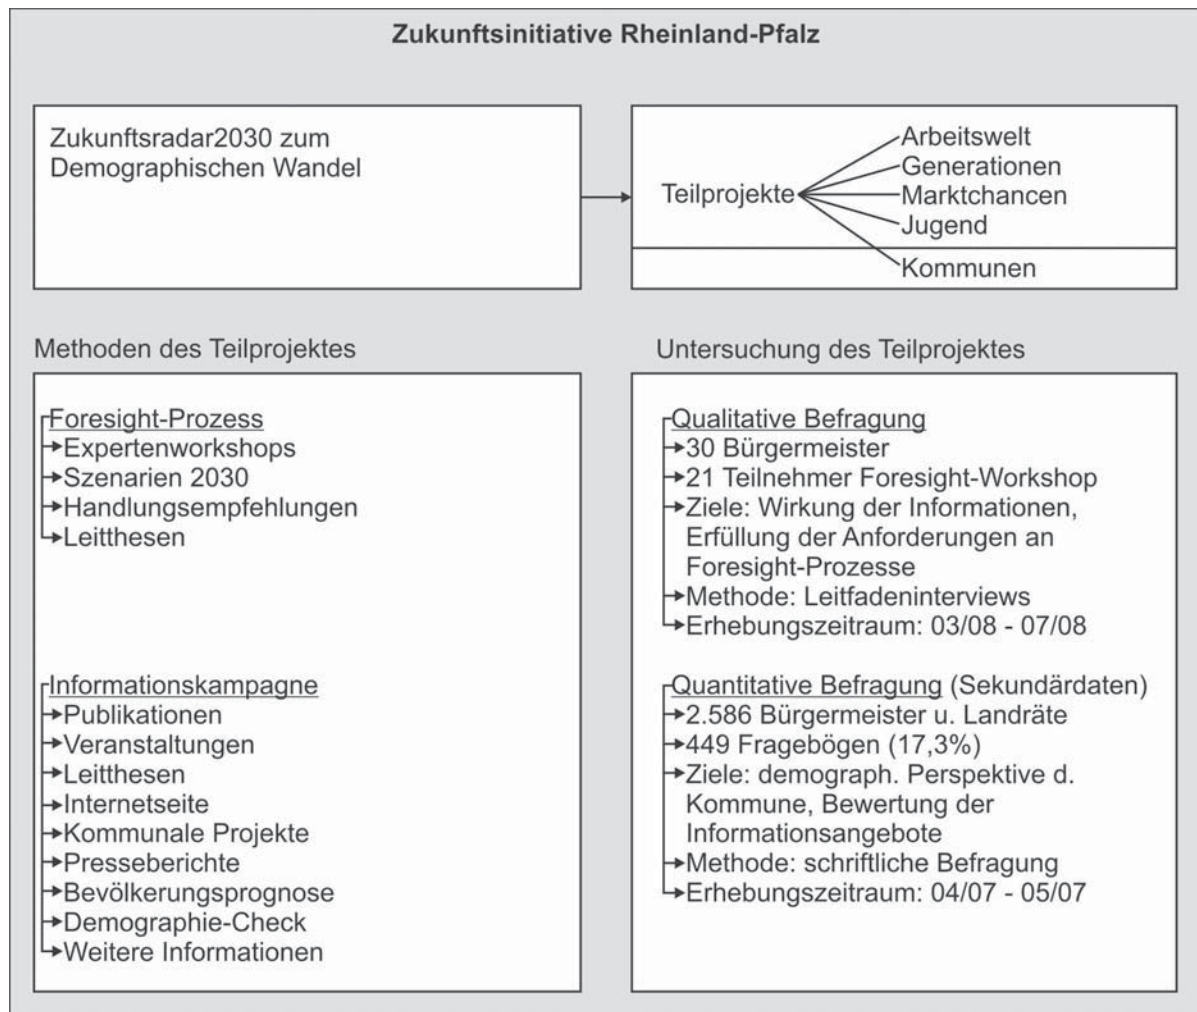 Zukunftsinitiative Rheinland-Pfalz
Zukunftsradar2030 zum
Demographischen Wandel
Teilprojekte
Arbeitswelt
Generationen
Marktchancen
Jugend
Kommunen
Methoden des Teilprojektes
Foresight-Prozess
Expertenworkshops
Szenarien 2030
Handlungsempfehlungen
Leitthesen
Informationskampagne
Publikationen
Veranstaltungen
Leitthesen
Internetseite
Kommunale Projekte
Presseberichte
Bevölkerungsprognose
Demographie-Check
Weitere Informationen
Untersuchung des Teilprojektes
Qualitative Befragung
30 Bürgermeister
21 Teilnehmer Foresight-Workshop
Ziele: Wirkung der Informationen,
Erfüllung der Anforderungen an
Foresight-Prozesse
Methode: Leitfadeninterviews
Erhebungszeitraum: 03/08 - 07/08
Quantitative Befragung (Sekundärdaten)
2.586 Bürgermeister u. Landräte
449 Fragebögen (17,3%)
Ziele: demograph. Perspektive d.
Kommune, Bewertung der
Informationsangebote
Methode: schriftliche Befragung
Erhebungszeitraum: 04/07 - 05/07